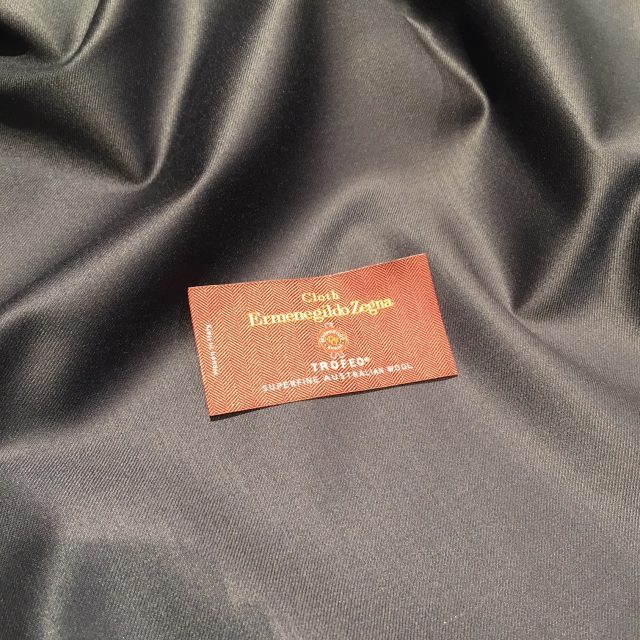 Cloth
Ermenegildo Zegna
TROFEO®
SUPERFINE AUSTRALIAN WOOL